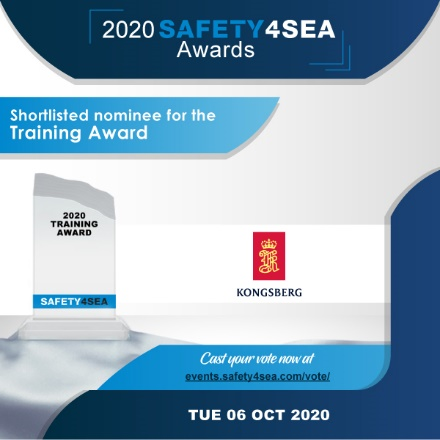 2020 SAFETY4SEA
Awards
Shortlisted nominee for the
Training Award
2020
TRAINING
AWARD
SAFETY4SEA
KONGSBERG
Cast your vote now at
events.safety4sea.com/vote/
TUE 06 OCT 2020